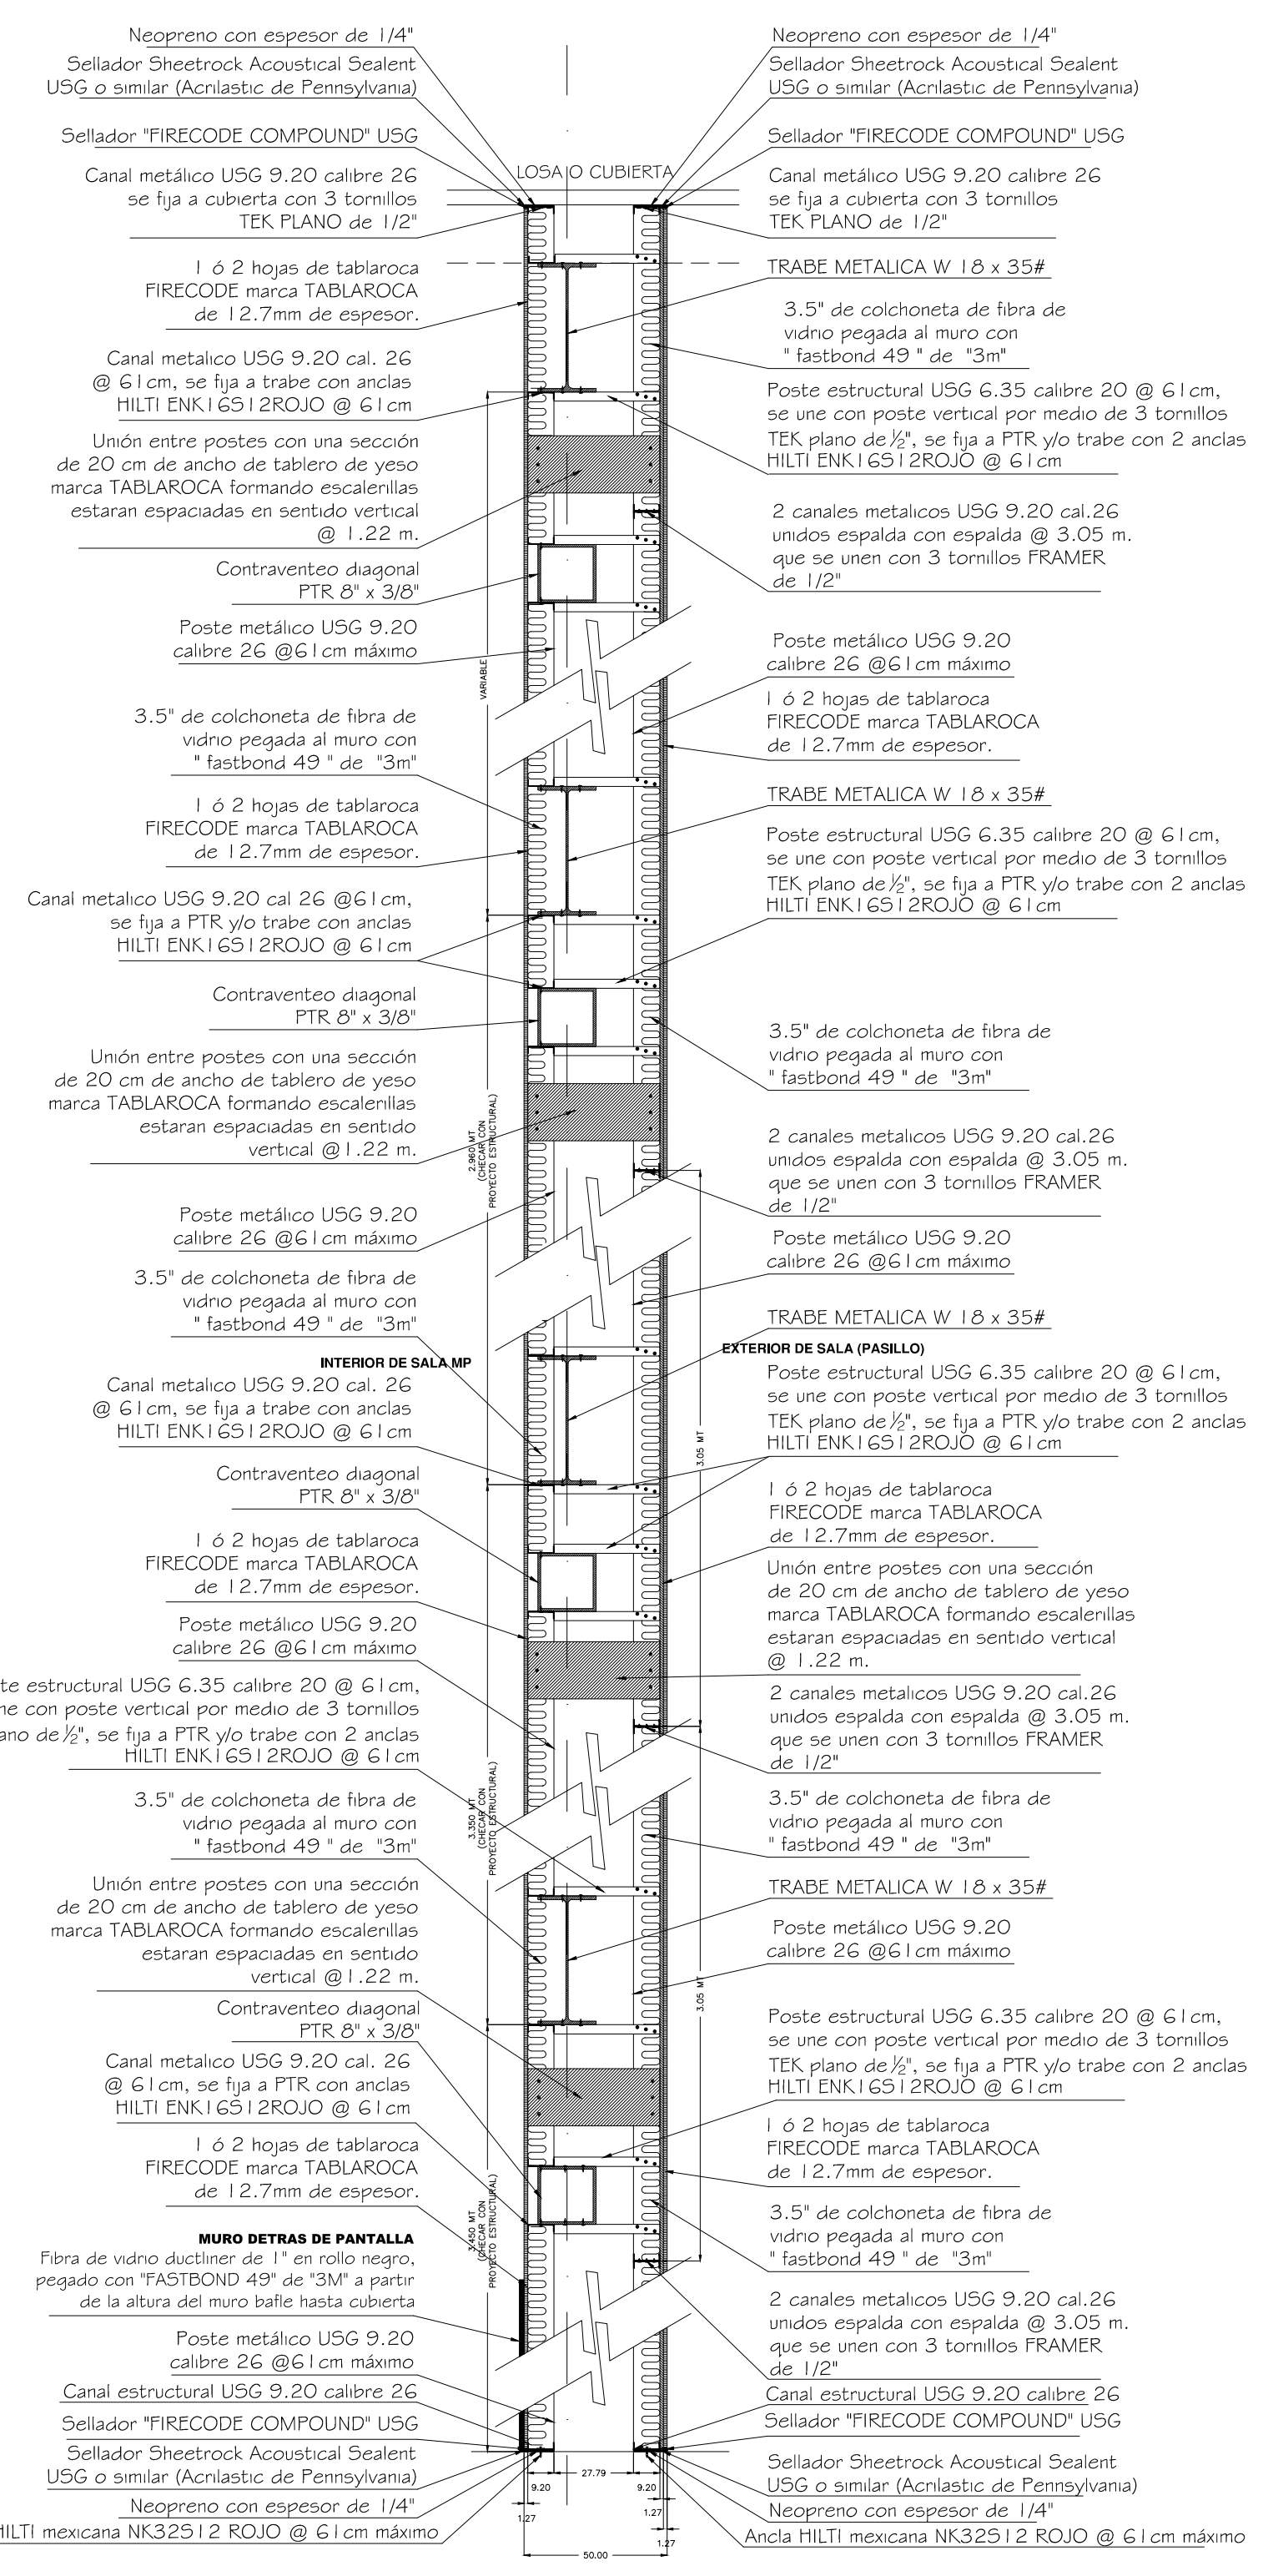 Neopreno con espesor de 1/4"
Sellador Sheetrock Acoustical Sealent
USG o similar (Acrilastic de Pennsylvania)
Sellador "FIRECODE COMPOUND" USG
Canal metálico USG 9.20 calibre 26
se fija a cubierta con 3 tornillos
TEK PLANO de 1/2"
1 ó 2 hojas de tablaroca
FIRECODE marca TABLAROCA
de 12.7mm de espesor.
Canal metalico USG 9.20 cal. 26
@ 61cm, se fija a trabe con anclas
HILTI ENK16S12ROJO @ 61cm
Unión entre postes con una sección
de 20 cm de ancho de tablero de yeso
marca TABLAROCA formando escalerillas
estaran espaciadas en sentido vertical
@ 1.22 m.
Contraventeo diagonal
PTR 8" x 3/8"
Poste metálico USG 9.20
calibre 26 @61cm máximo
3.5" de colchoneta de fibra de
vidrio pegada al muro con
" fastbond 49 " de "3m"
1 ó 2 hojas de tablaroca
FIRECODE marca TABLAROCA
de 12.7mm de espesor.
Canal metalico USG 9.20 cal 26 @61cm,
se fija a PTR y/o trabe con anclas
HILTI ENK16S12ROJO @ 61cm
Contraventeo diagonal
PTR 8" x 3/8"
Unión entre postes con una sección
de 20 cm de ancho de tablero de yeso
marca TABLAROCA formando escalerillas
estaran espaciadas en sentido
vertical @1.22 m.
Poste metálico USG 9.20
calibre 26 @61cm máximo
3.5" de colchoneta de fibra de
vidrio pegada al muro con
" fastbond 49 " de "3m"
INTERIOR DE SALA MP
Canal metalico USG 9.20 cal. 26
@ 61cm, se fija a trabe con anclas
HILTI ENK16S12ROJO @ 61cm
Contraventeo diagonal
PTR 8" x 3/8"
1 ó 2 hojas de tablaroca
FIRECODE marca TABLAROCA
de 12.7mm de espesor.
Poste metálico USG 9.20
calibre 26 @61cm máximo
te estructural USG 6.35 calibre 20 @ 61cm,
ne con poste vertical por medio de 3 tornillos
ano de ½", se fija a PTR y/o trabe con 2 anclas
HILTI ENK16S12ROJO @ 61cm
3.5" de colchoneta de fibra de
vidrio pegada al muro con
" fastbond 49 " de "3m"
Unión entre postes con una sección
de 20 cm de ancho de tablero de yeso
marca TABLAROCA formando escalerillas
estaran espaciadas en sentido
vertical @1.22 m.
Contraventeo diagonal
PTR 8" x 3/8"
Canal metalico USG 9.20 cal. 26
@ 61cm, se fija a PTR con anclas
HILTI ENK16S12ROJO @ 61cm
1 ó 2 hojas de tablaroca
FIRECODE marca TABLAROCA
de 12.7mm de espesor.
MURO DETRAS DE PANTALLA
Fibra de vidrio ductliner de 1" en rollo negro,
pegado con "FASTBOND 49" de "3M" a partir
de la altura del muro bafle hasta cubierta
Poste metálico USG 9.20
calibre 26 @61cm máximo
Canal estructural USG 9.20 calibre 26
Sellador "FIRECODE COMPOUND" USG
Sellador Sheetrock Acoustical Sealent
USG o similar (Acrilastic de Pennsylvania)
Neopreno con espesor de 1/4"
HILTI mexicana NK32S12 ROJO @ 61cm máximo
LOSA O CUBIERTA
VARIABLE
2.960 MT
(CHECAR CON
PROYECTO ESTRUCTURAL)
3.350 MT
(CHECAR CON
PROYECTO ESTRUCTURAL)
3.450 MT
(CHECAR CON
PROYECTO ESTRUCTURAL)
3.05 MT
3.05 MT
27.79
9.20
9.20
1.27
1.27
1.27
50.00
Neopreno con espesor de 1/4"
Sellador Sheetrock Acoustical Sealent
USG o similar (Acrilastic de Pennsylvania)
Sellador "FIRECODE COMPOUND" USG
Canal metálico USG 9.20 calibre 26
se fija a cubierta con 3 tornillos
TEK PLANO de 1/2"
TRABE METALICA W 18 x 35#
3.5" de colchoneta de fibra de
vidrio pegada al muro con
" fastbond 49 " de "3m"
Poste estructural USG 6.35 calibre 20 @ 61cm,
se une con poste vertical por medio de 3 tornillos
TEK plano de ½", se fija a PTR y/o trabe con 2 anclas
HILTI ENK16S12ROJO @ 61cm
2 canales metalicos USG 9.20 cal.26
unidos espalda con espalda @ 3.05 m.
que se unen con 3 tornillos FRAMER
de 1/2"
Poste metálico USG 9.20
calibre 26 @61cm máximo
1 ó 2 hojas de tablaroca
FIRECODE marca TABLAROCA
de 12.7mm de espesor.
TRABE METALICA W 18 x 35#
Poste estructural USG 6.35 calibre 20 @ 61cm,
se une con poste vertical por medio de 3 tornillos
TEK plano de ½", se fija a PTR y/o trabe con 2 anclas
HILTI ENK16S12ROJO @ 61cm
3.5" de colchoneta de fibra de
vidrio pegada al muro con
" fastbond 49 " de "3m"
2 canales metalicos USG 9.20 cal.26
unidos espalda con espalda @ 3.05 m.
que se unen con 3 tornillos FRAMER
de 1/2"
Poste metálico USG 9.20
calibre 26 @61cm máximo
TRABE METALICA W 18 x 35#
EXTERIOR DE SALA (PASILLO)
Poste estructural USG 6.35 calibre 20 @ 61cm,
se une con poste vertical por medio de 3 tornillos
TEK plano de ½", se fija a PTR y/o trabe con 2 anclas
HILTI ENK16S12ROJO @ 61cm
1 ó 2 hojas de tablaroca
FIRECODE marca TABLAROCA
de 12.7mm de espesor.
Unión entre postes con una sección
de 20 cm de ancho de tablero de yeso
marca TABLAROCA formando escalerillas
estaran espaciadas en sentido vertical
@ 1.22 m.
2 canales metalicos USG 9.20 cal.26
unidos espalda con espalda @ 3.05 m.
que se unen con 3 tornillos FRAMER
de 1/2"
3.5" de colchoneta de fibra de
vidrio pegada al muro con
" fastbond 49 " de "3m"
TRABE METALICA W 18 x 35#
Poste metálico USG 9.20
calibre 26 @61cm máximo
Poste estructural USG 6.35 calibre 20 @ 61cm,
se une con poste vertical por medio de 3 tornillos
TEK plano de ½", se fija a PTR y/o trabe con 2 anclas
HILTI ENK16S12ROJO @ 61cm
1 ó 2 hojas de tablaroca
FIRECODE marca TABLAROCA
de 12.7mm de espesor.
3.5" de colchoneta de fibra de
vidrio pegada al muro con
" fastbond 49 " de "3m"
2 canales metalicos USG 9.20 cal.26
unidos espalda con espalda @ 3.05 m.
que se unen con 3 tornillos FRAMER
de 1/2"
Canal estructural USG 9.20 calibre 26
Sellador "FIRECODE COMPOUND" USG
Sellador Sheetrock Acoustical Sealent
USG o similar (Acrilastic de Pennsylvania)
Neopreno con espesor de 1/4"
Ancla HILTI mexicana NK32S12 ROJO @ 61cm máximo